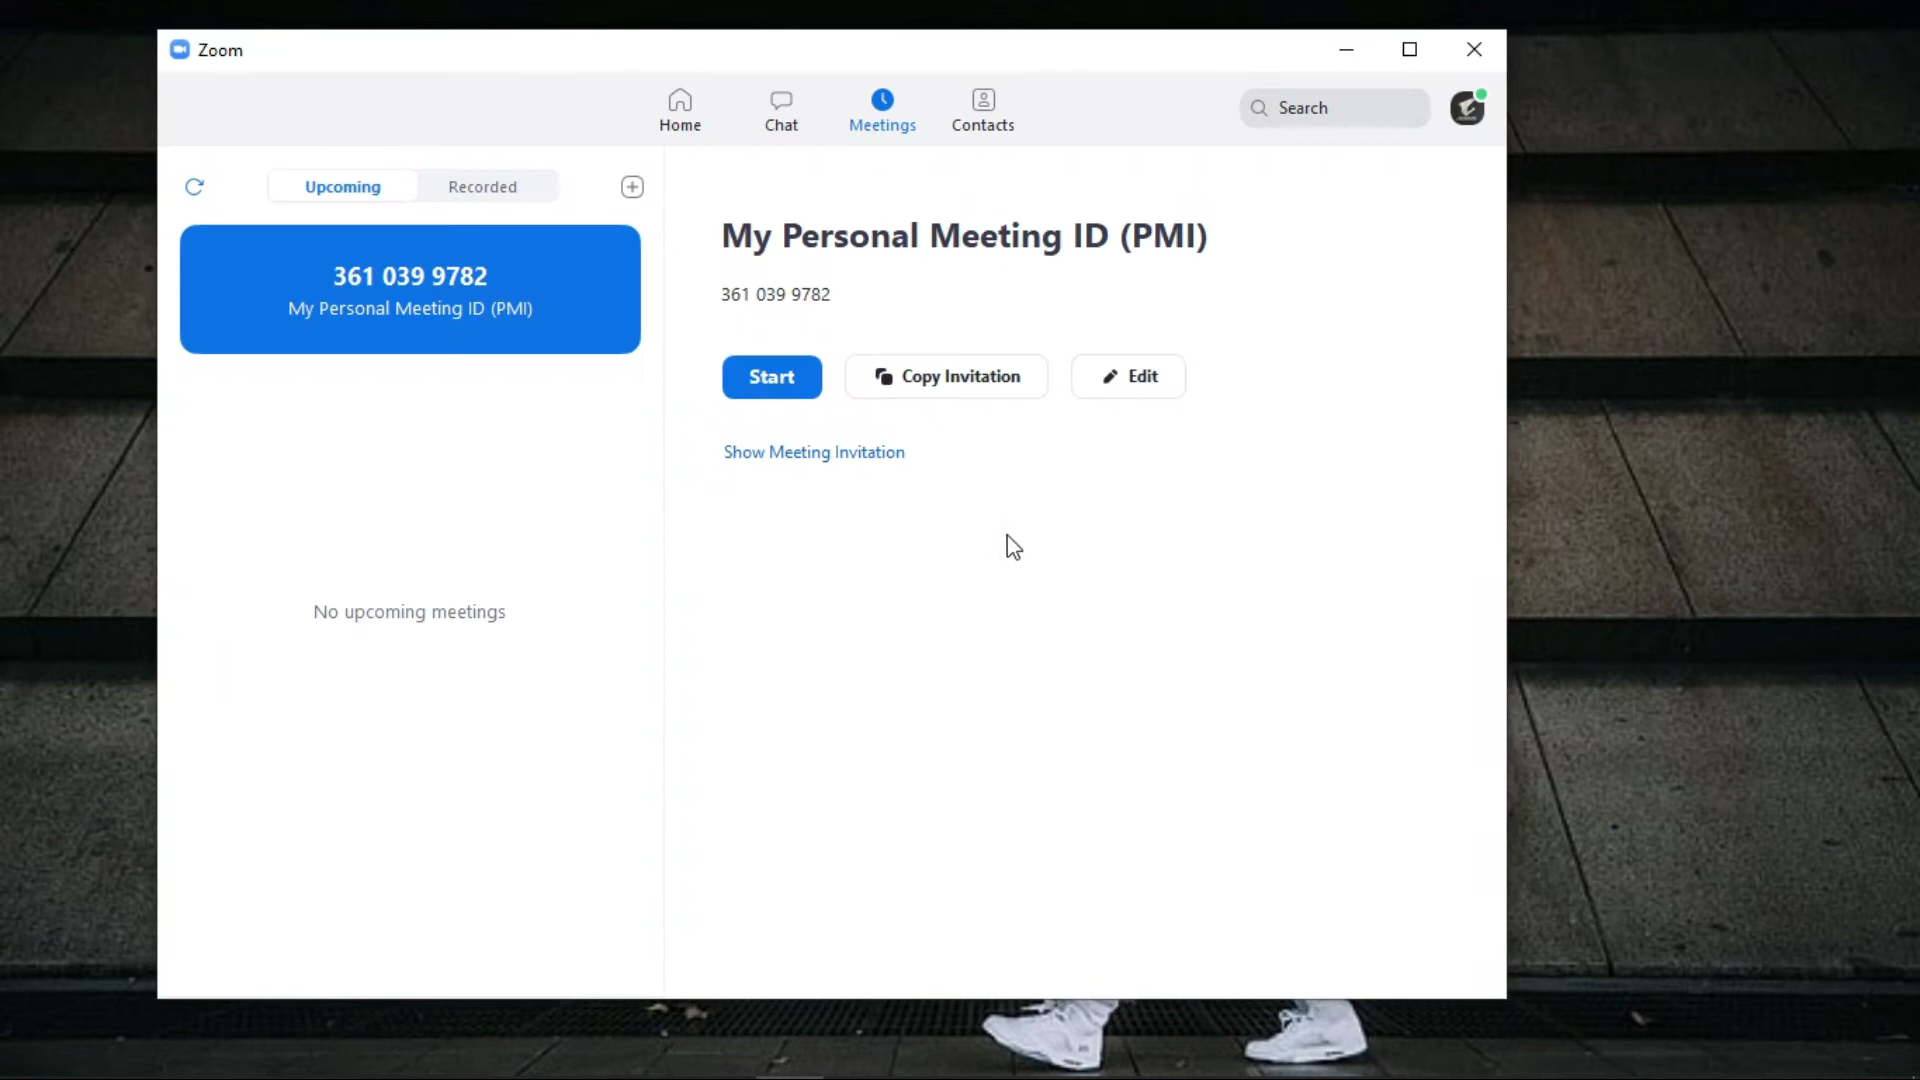 Zoom
Home
Chat
Meetings
Contacts
Search
Upcoming
Recorded
361 039 9782
My Personal Meeting ID (PMI)
No upcoming meetings
My Personal Meeting ID (PMI)
361 039 9782
Start
Copy Invitation
Edit
Show Meeting Invitation